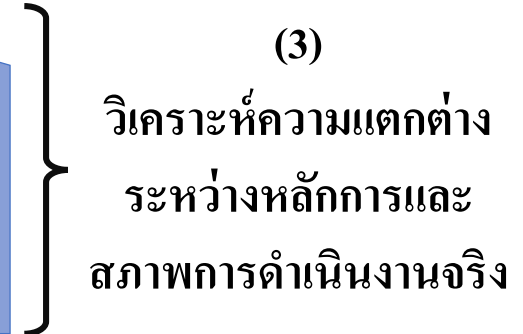 (3)
วิเคราะห์ความแตกต่าง
ระหว่างหลักการและ
สภาพการดำเนินงานจริง